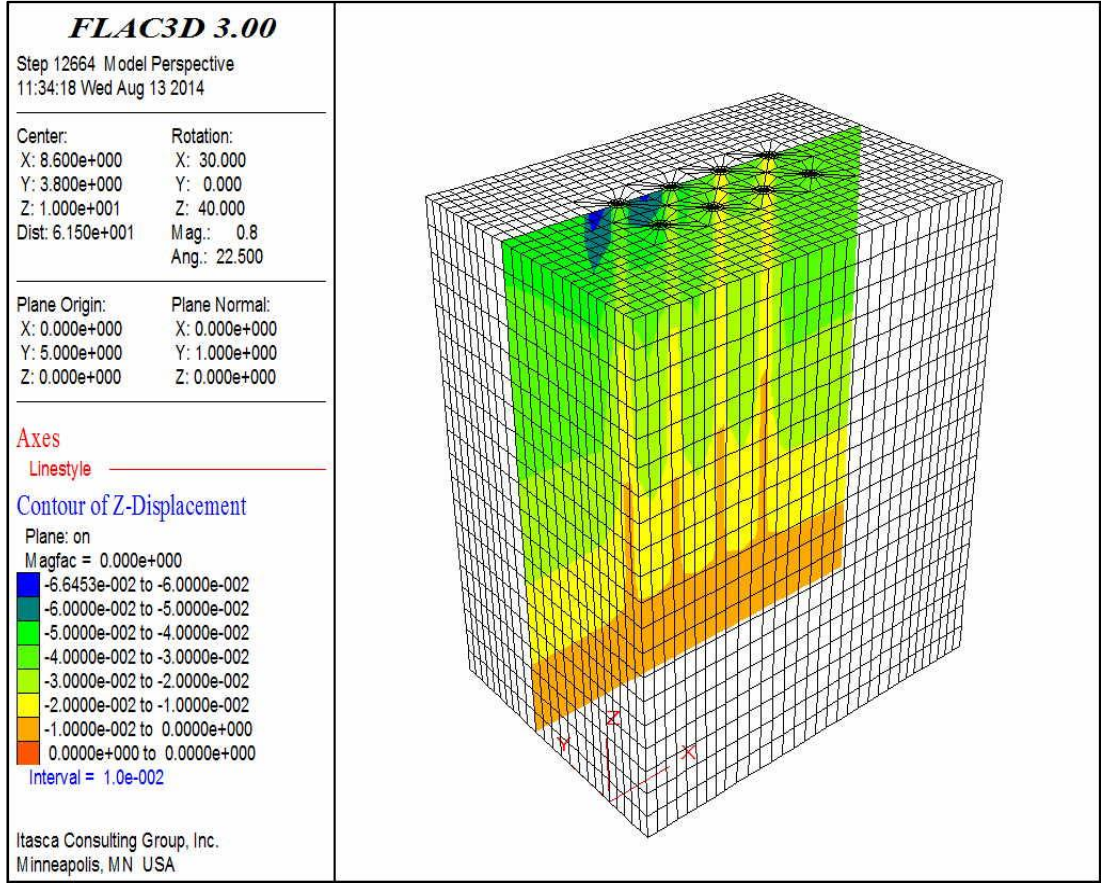 FLAC3D 3.00
Step 12664 Model Perspective
11:34:18 Wed Aug 13 2014
Center: Rotation:
X: 8.600e+000 X: 30.000
Y: 3.800e+000 Y: 0.000
Z: 1.000e+001 Z: 40.000
Dist: 6.150e+001 Mag.: 0.8
Ang.: 22.500
Plane Origin: Plane Normal:
X: 0.000e+000 X: 0.000e+000
Y: 5.000e+000 Y: 1.000e+000
Z: 0.000e+000 Z: 0.000e+000
Axes
Linestyle
Contour of Z-Displacement
Plane: on
Magfac = 0.000e+000
-6.6453e-002 to -6.0000e-002
-6.0000e-002 to -5.0000e-002
-5.0000e-002 to -4.0000e-002
-4.0000e-002 to -3.0000e-002
-3.0000e-002 to -2.0000e-002
-2.0000e-002 to -1.0000e-002
-1.0000e-002 to 0.0000e+000
0.0000e+000 to 0.0000e+000
Interval = 1.0e-002
Itasca Consulting Group, Inc.
Minneapolis, MN USA
Z
Y
X